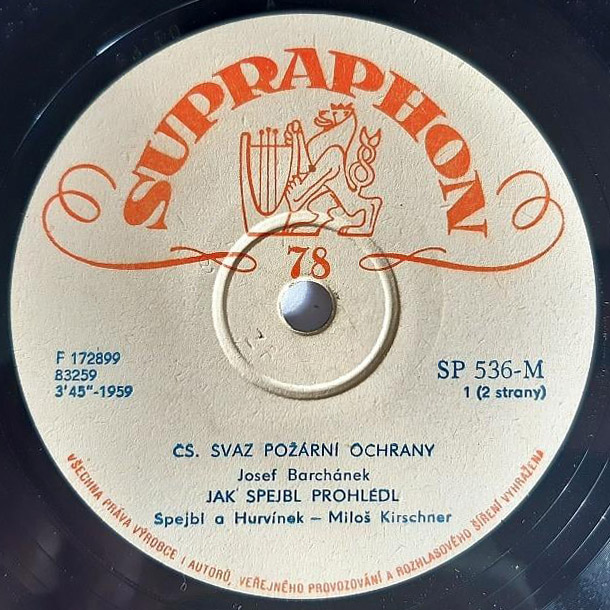 SUPRAPHON
78
F 172899
83259
3'45"-1959
SP 536-M
1 (2 strany)
ČS. SVAZ POŽÁRNÍ OCHRANY
Josef Barchánek
JAK SPEJBL PROHLÉDL
Spejbl a Hurvínek – Miloš Kirschner
VŠECHNA PRÁVA VÝROBCE I AUTORŮ VEŘEJNÉHO PROVOZOVÁNÍ A ROZHLASOVÉHO ŠÍŘENÍ VYHRAŽENA